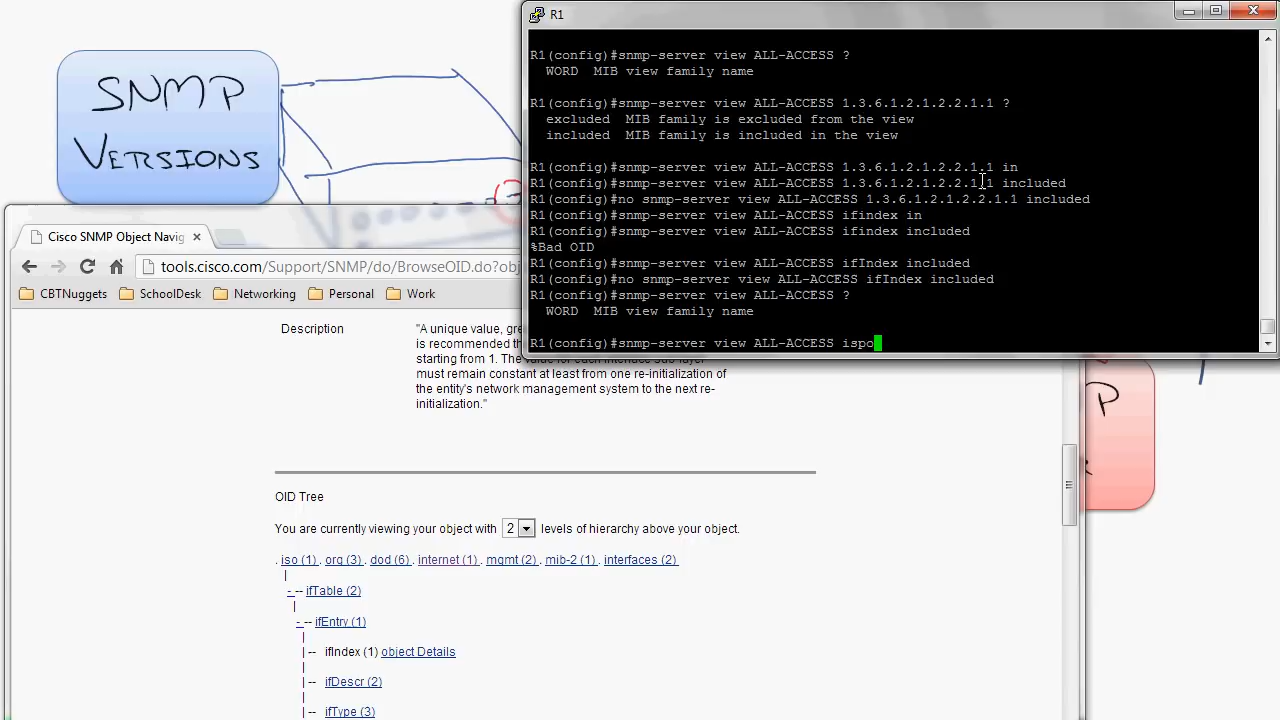 SNMP
VERSIONS
R1
R1(config)#snmp-server view ALL-ACCESS ?
WORD  MIB view family name
R1(config)#snmp-server view ALL-ACCESS 1.3.6.1.2.1.2.2.1.1 ?
excluded  MIB family is excluded from the view
included  MIB family is included in the view
R1(config)#snmp-server view ALL-ACCESS 1.3.6.1.2.1.2.2.1.1 in
R1(config)#snmp-server view ALL-ACCESS 1.3.6.1.2.1.2.2.1.1 included
R1(config)#no snmp-server view ALL-ACCESS 1.3.6.1.2.1.2.2.1.1 included
R1(config)#snmp-server view ALL-ACCESS ifindex in
R1(config)#snmp-server view ALL-ACCESS ifindex included
%Bad OID
R1(config)#snmp-server view ALL-ACCESS ifIndex included
R1(config)#no snmp-server view ALL-ACCESS ifIndex included
R1(config)#snmp-server view ALL-ACCESS ?
WORD  MIB view family name
R1(config)#snmp-server view ALL-ACCESS ispo
Cisco SNMP Object Navig
tools.cisco.com/Support/SNMP/do/BrowseOID.do?obj
CBTNuggets SchoolDesk Temporary Personal Work
Description
"A unique value, gre
is recommended th
starting from 1. The value for each interface sub-layer
must remain constant at least from one re-initialization of
the entity's network management system to the next re-
initialization."
P
OID Tree
You are currently viewing your object with 2 levels of hierarchy above your object.
. iso (1) . org (3) . dod (6) . internet (1) . mgmt (2) . mib-2 (1) . interfaces (2)
- -- ifTable (2)
- -- ifEntry (1)
|-- ifIndex (1) object Details
|-- ifDescr (2)
|-- ifType (3)